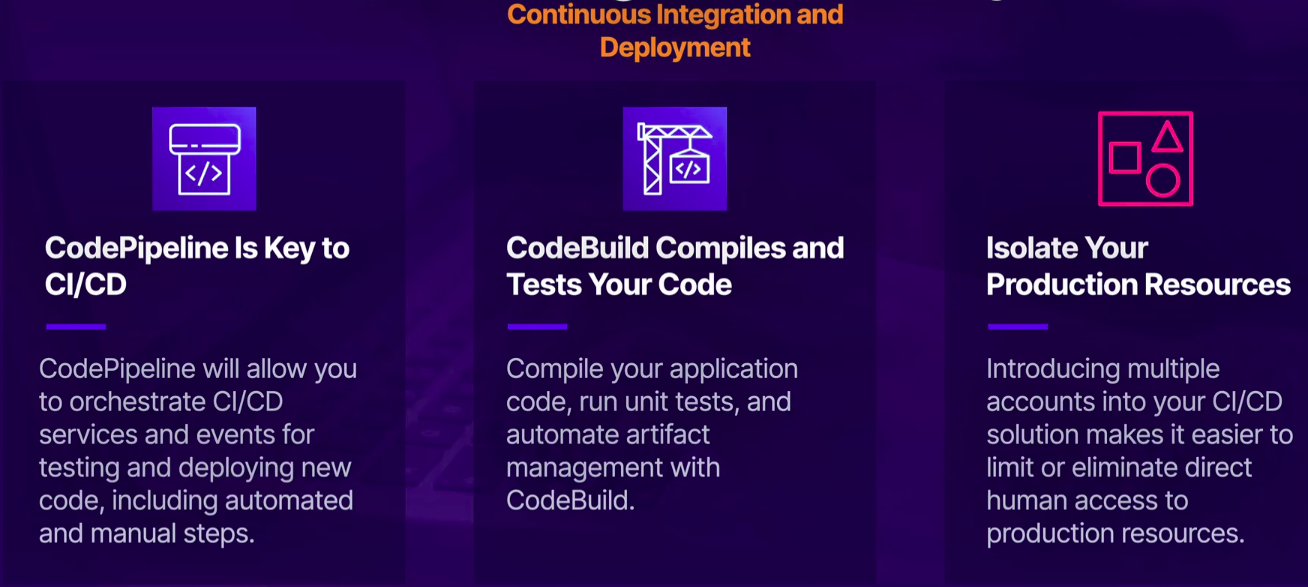 Continuous Integration and
Deployment
</>
CodePipeline Is Key to
CI/CD
CodePipeline will allow you
to orchestrate CI/CD
services and events for
testing and deploying new
code, including automated
and manual steps.
</>
CodeBuild Compiles and
Tests Your Code
Compile your application
code, run unit tests, and
automate artifact
management with
CodeBuild.
Isolate Your
Production Resources
Introducing multiple
accounts into your CI/CD
solution makes it easier to
limit or eliminate direct
human access to
production resources.